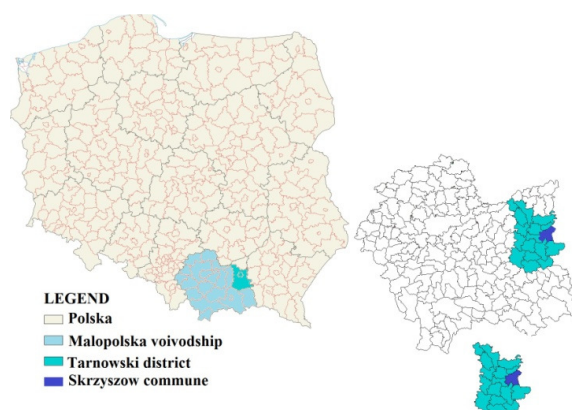 LEGEND
Polska
Malopolska voivodship
Tarnowski district
Skrzyszow commune